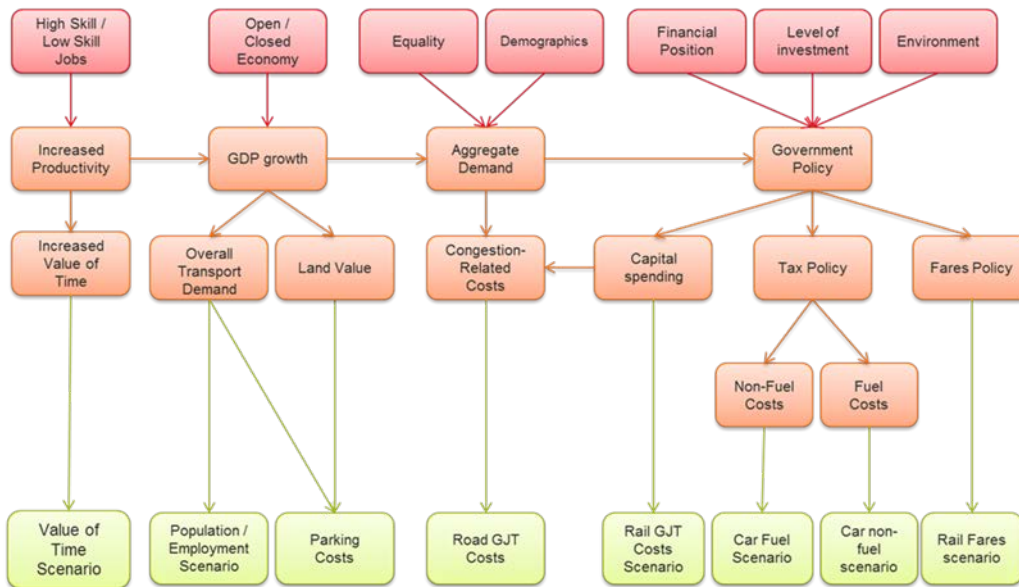 High Skill /
Low Skill
Jobs
Open /
Closed
Economy
Equality
Demographics
Financial
Position
Level of
investment
Environment
Increased
Productivity
GDP growth
Aggregate
Demand
Government
Policy
Increased
Value of
Time
Overall
Transport
Demand
Land Value
Congestion-
Related
Costs
Capital
spending
Tax Policy
Fares Policy
Non-Fuel
Costs
Fuel
Costs
Value of
Time
Scenario
Population /
Employment
Scenario
Parking
Costs
Road GJT
Costs
Rail GJT
Costs
Scenario
Car Fuel
Scenario
Car non-
fuel
scenario
Rail Fares
scenario